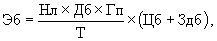 Эб = Нл × Дб × Гп / Т × (Цб + Здб),